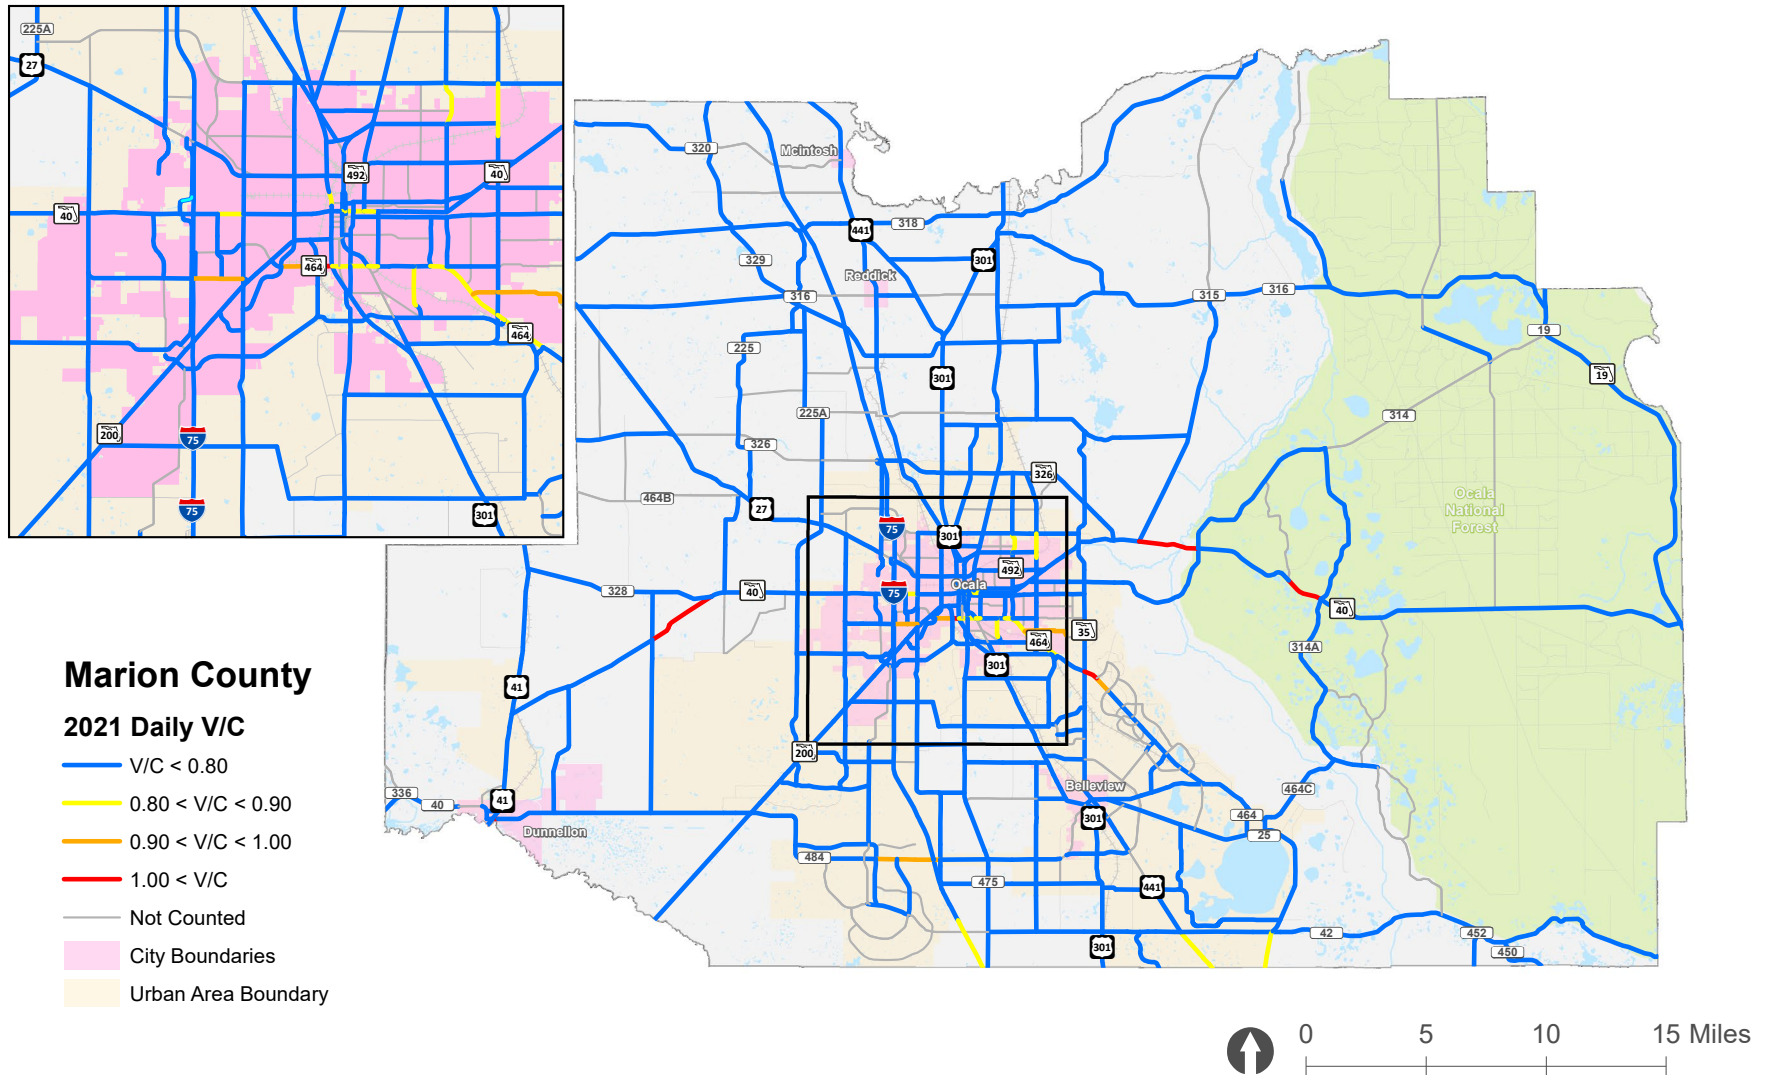 225A
27
492
40
40
464
464
200
75
75
301
320
McIntosh
441
318
301
329
Reddick
316
315
316
19
19
225
301
314
225A
326
326
464B
27
Ocala
National
Forest
75
301
492
Ocala
75
328
40
40
464
35
314A
301
41
200
Belleview
464C
336
40
41
301
464
25
Dunnellon
484
475
441
42
452
301
450
Marion County
2021 Daily V/C
V/C < 0.80
0.80 < V/C < 0.90
0.90 < V/C < 1.00
1.00 < V/C
Not Counted
City Boundaries
Urban Area Boundary
0 5 10 15 Miles